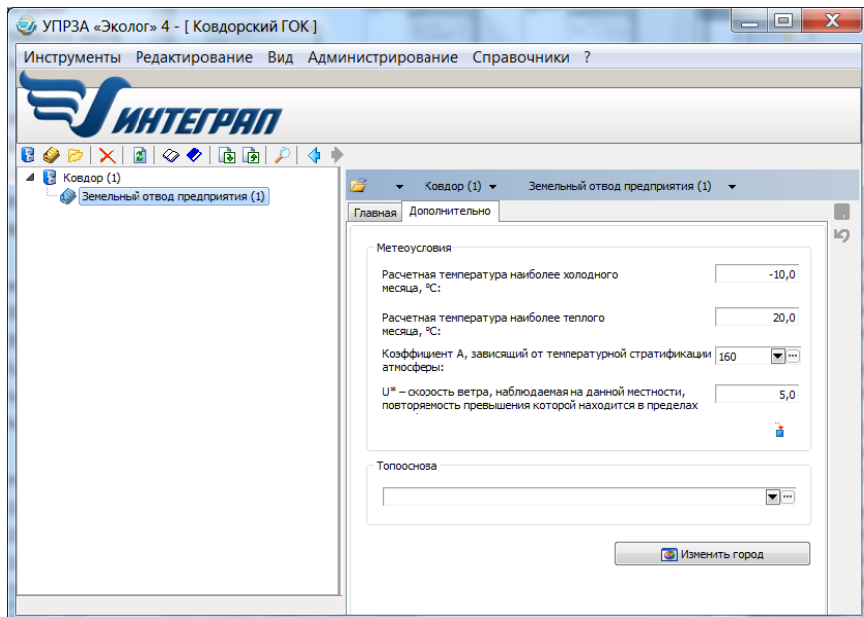 УПРЗА «Эколог» 4 - [ Ковдорский ГОК ]
Инструменты Редактирование Вид Администрирование Справочники ?
ИНТЕГРАЛ
Ковдор (1)
Земельный отвод предприятия (1)
Ковдор (1) Земельный отвод предприятия (1)
Главная Дополнительно
Метеоусловия
Расчетная температура наиболее холодного
месяца, °C: -10,0
Расчетная температура наиболее теплого
месяца, °C: 20,0
Коэффициент A, зависящий от температурной стратификации 160
атмосферы:
U* – скорость ветра, наблюдаемая на данной местности, 5,0
повторяемость превышения которой находится в пределах
Топооснова
Изменить город